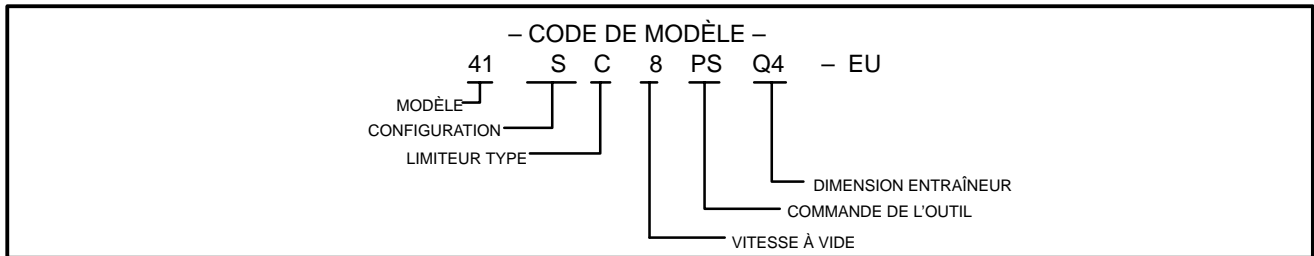 – CODE DE MODÈLE –
41 S C 8 PS Q4 – EU
MODÈLE
CONFIGURATION
LIMITEUR TYPE
DIMENSION ENTRAÎNEUR
COMMANDE DE L'OUTIL
VITESSE À VIDE